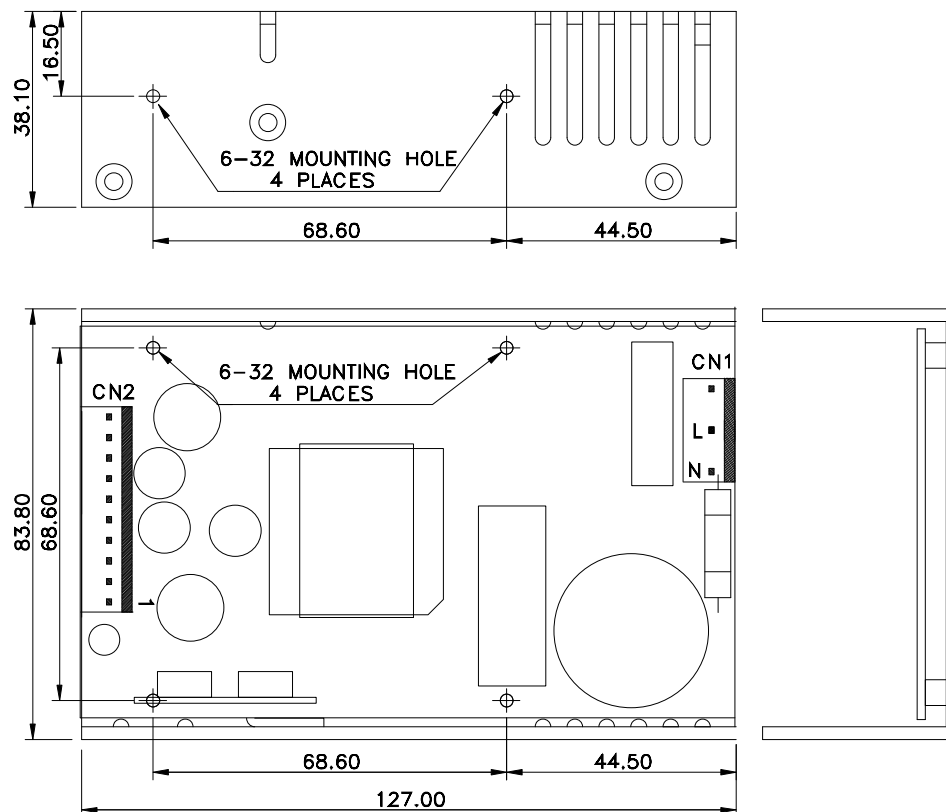 16.50
38.10
6-32 MOUNTING HOLE
4 PLACES
68.60
44.50
6-32 MOUNTING HOLE
4 PLACES
CN1
CN2
L
N
83.80
68.60
1
68.60
44.50
127.00